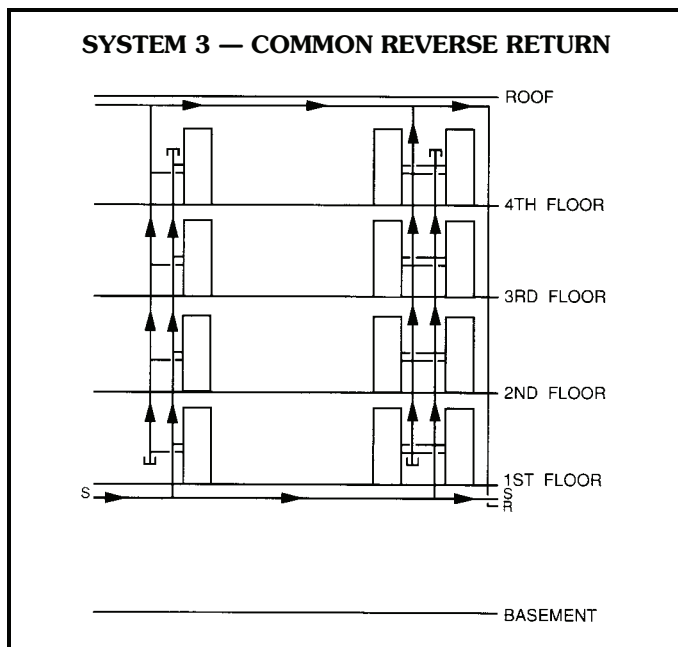 SYSTEM 3 — COMMON REVERSE RETURN
ROOF
4TH FLOOR
3RD FLOOR
2ND FLOOR
1ST FLOOR
S
S
R
BASEMENT